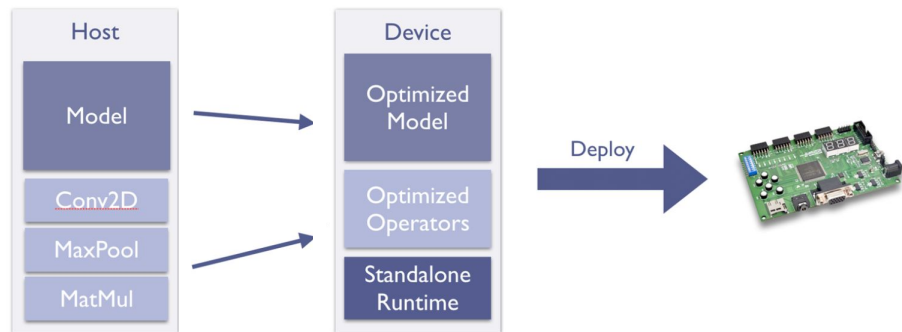 Host
Model
Conv2D
MaxPool
MatMul
Device
Optimized
Model
Optimized
Operators
Standalone
Runtime
Deploy